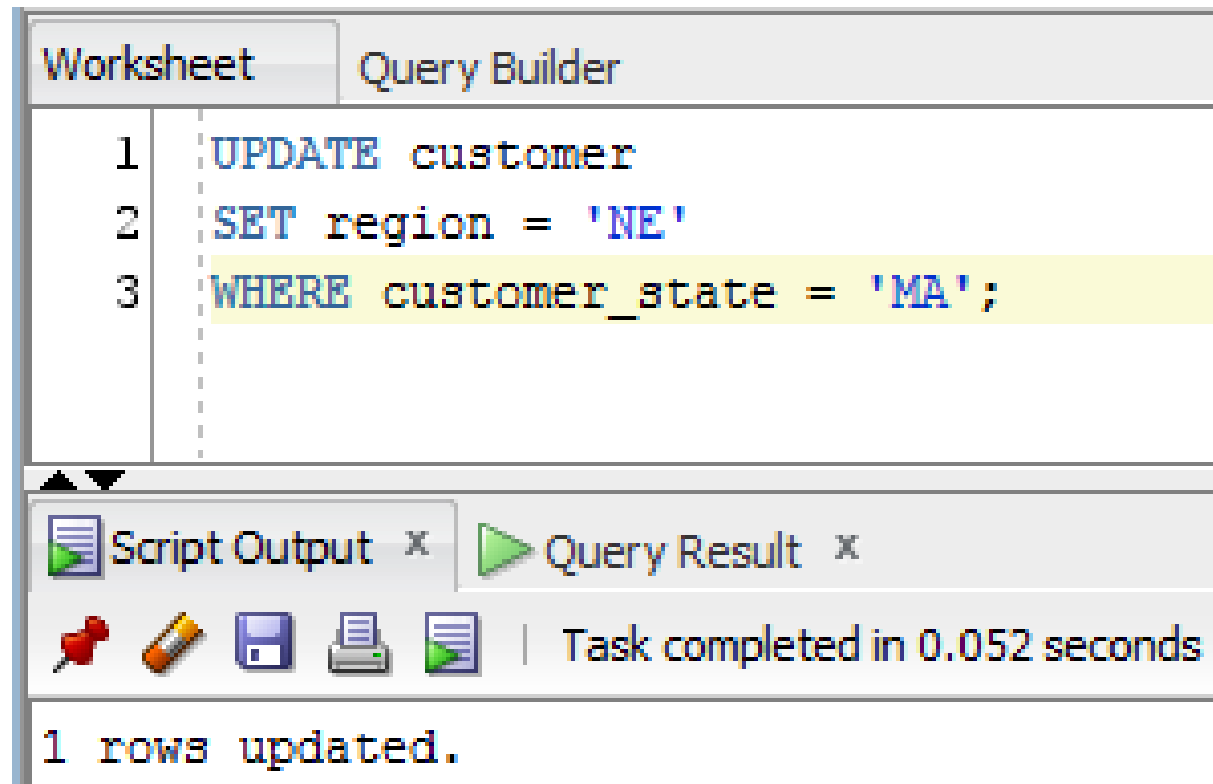 Worksheet Query Builder
1 UPDATE customer
2 SET region = 'NE'
3 WHERE customer_state = 'MA';
Script Output x Query Result x
Task completed in 0.052 seconds
1 rows updated.